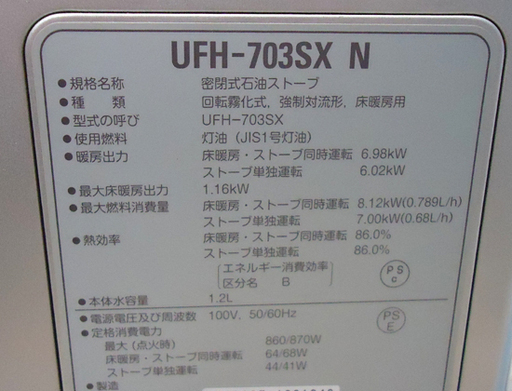 UFH-703SX N
●規格名称 密閉式石油ストーブ
●種 類 回転霧化式、強制対流形、床暖房用
●型式の呼び UFH-703SX
●使用燃料 灯油（JIS1号灯油）
●暖房出力 床暖房・ストーブ同時運転 6.98kW
ストーブ単独運転 6.02kW
●最大床暖房出力 1.16kW
●最大燃料消費量 床暖房・ストーブ同時運転 8.12kW(0.789L/h)
ストーブ単独運転 7.00kW(0.68L/h)
●熱効率 床暖房・ストーブ同時運転 86.0%
ストーブ単独運転 86.0%
エネルギー消費効率
区分名 B
PS
C
●本体水容量 1.2L
●電源電圧及び周波数 100V、50/60Hz
●定格消費電力
PS
E
最大（点火時） 860/870W
床暖房・ストーブ同時運転 64/68W
ストーブ単独運転 44/41W
●製造